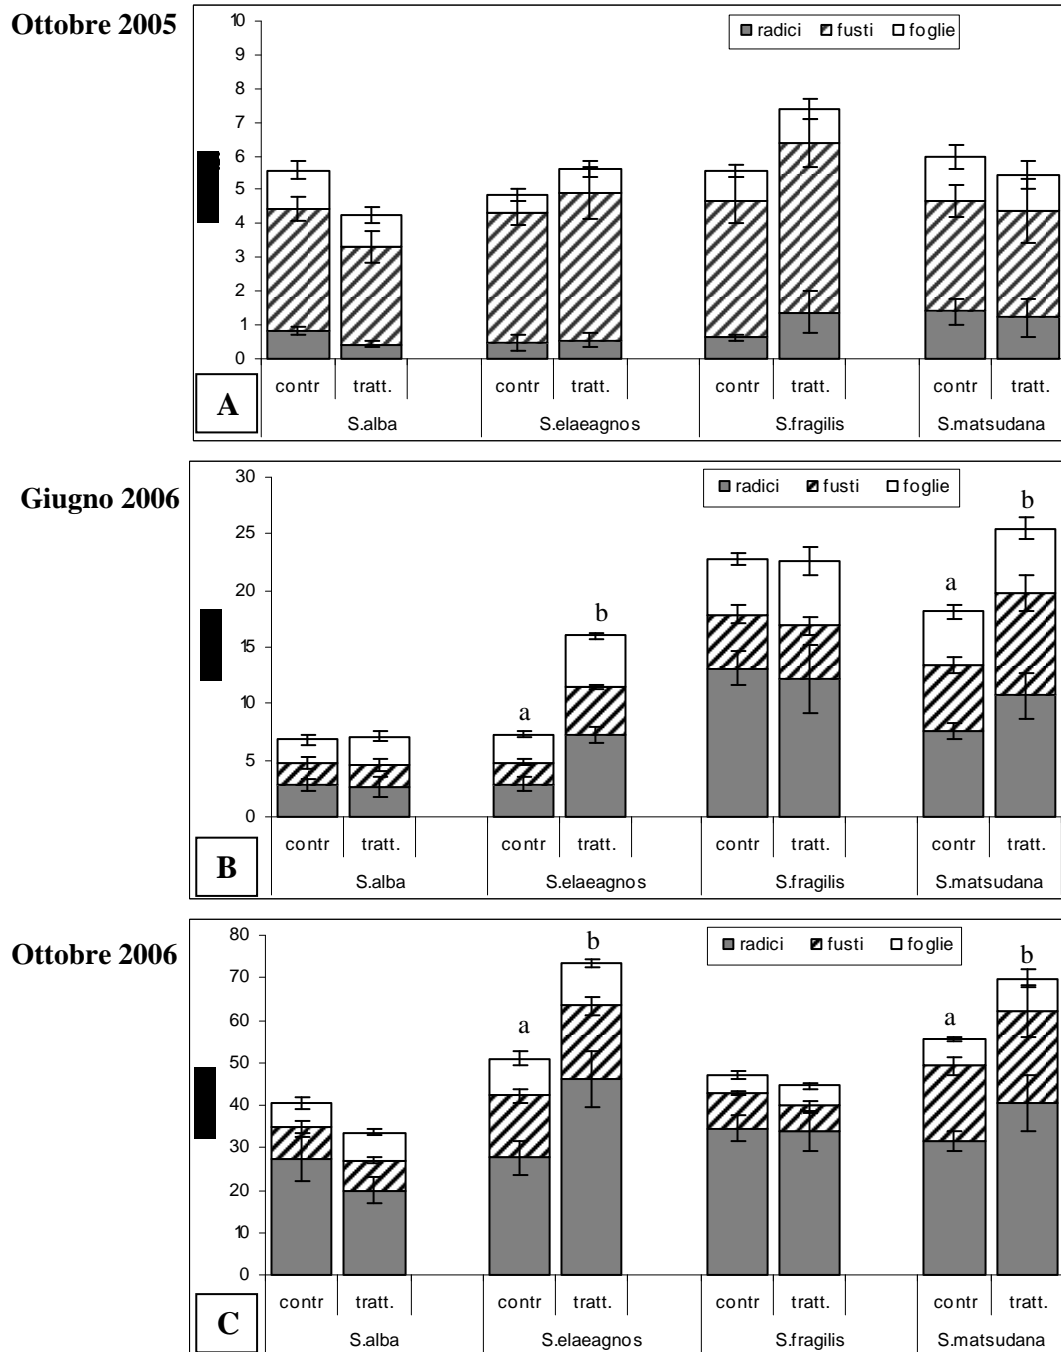 Ottobre 2005
10
9
8
7
6
5
4
3
2
1
0
radici fusti foglie
contr tratt. contr tratt. contr tratt. contr tratt.
S.alba S.elaeagnos S.fragilis S.matsudana
A
Giugno 2006
30
25
20
15
10
5
0
radici fusti foglie
a b a b
contr tratt. contr tratt. contr tratt. contr tratt.
S.alba S.elaeagnos S.fragilis S.matsudana
B
Ottobre 2006
80
70
60
50
40
30
20
10
0
radici fusti foglie
a b a b
contr tratt. contr tratt. contr tratt. contr tratt.
S.alba S.elaeagnos S.fragilis S.matsudana
C